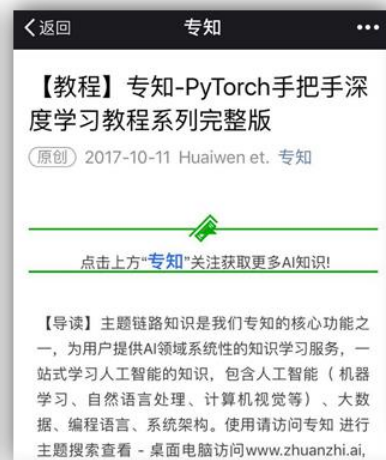 返回
专知
【教程】专知-PyTorch手把手深
度学习教程系列完整版
原创 2017-10-11 Huaiwen et. 专知
点击上方“专知”关注获取更多AI知识!
【导读】主题链路知识是我们专知的核心功能之
一，为用户提供AI领域系统性的知识学习服务，一
站式学习人工智能的知识，包含人工智能（ 机器
学习、自然语言处理、计算机视觉等）、大数
据、编程语言、系统架构。使用请访问专知 进行
主题搜索查看 - 桌面电脑访问www.zhuanzhi.ai,